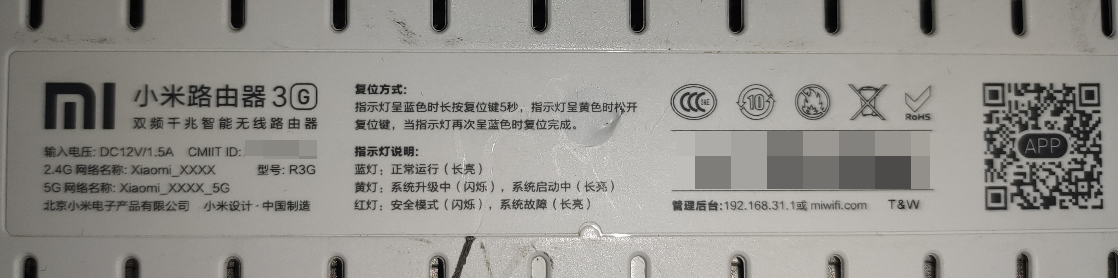 MI 小米路由器 3G
双频千兆智能无线路由器
输入电压: DC12V/1.5A CMIIT ID:
2.4G 网络名称: Xiaomi_XXXX 型号: R3G
5G 网络名称: Xiaomi_XXXX_5G
北京小米电子产品有限公司 小米设计·中国制造
复位方式:
指示灯呈蓝色时长按复位键5秒，指示灯呈黄色时松开
复位键，当指示灯再次呈蓝色时复位完成。
指示灯说明:
蓝灯: 正常运行（长亮）
黄灯: 系统升级中（闪烁），系统启动中（长亮）
红灯: 安全模式（闪烁），系统故障（长亮）
10
RoHS
管理后台:192.168.31.1或 miwifi.com T&W
APP